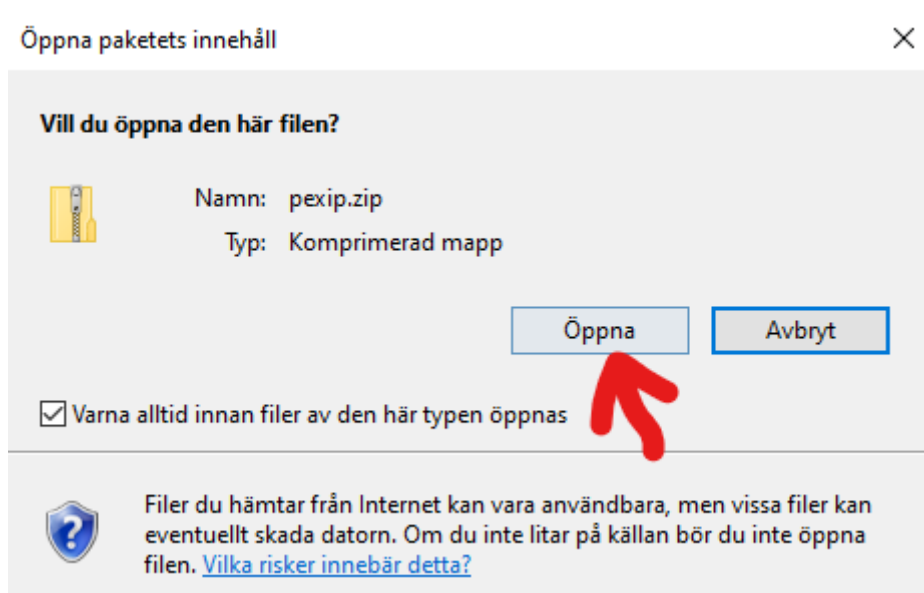 Öppna paketets innehåll
Vill du öppna den här filen?
Namn: pexip.zip
Typ: Komprimerad mapp
Öppna Avbryt
Varna alltid innan filer av den här typen öppnas
Filer du hämtar från Internet kan vara användbara, men vissa filer kan
eventuellt skada datorn. Om du inte litar på källan bör du inte öppna
filen. Vilka risker innebär detta?